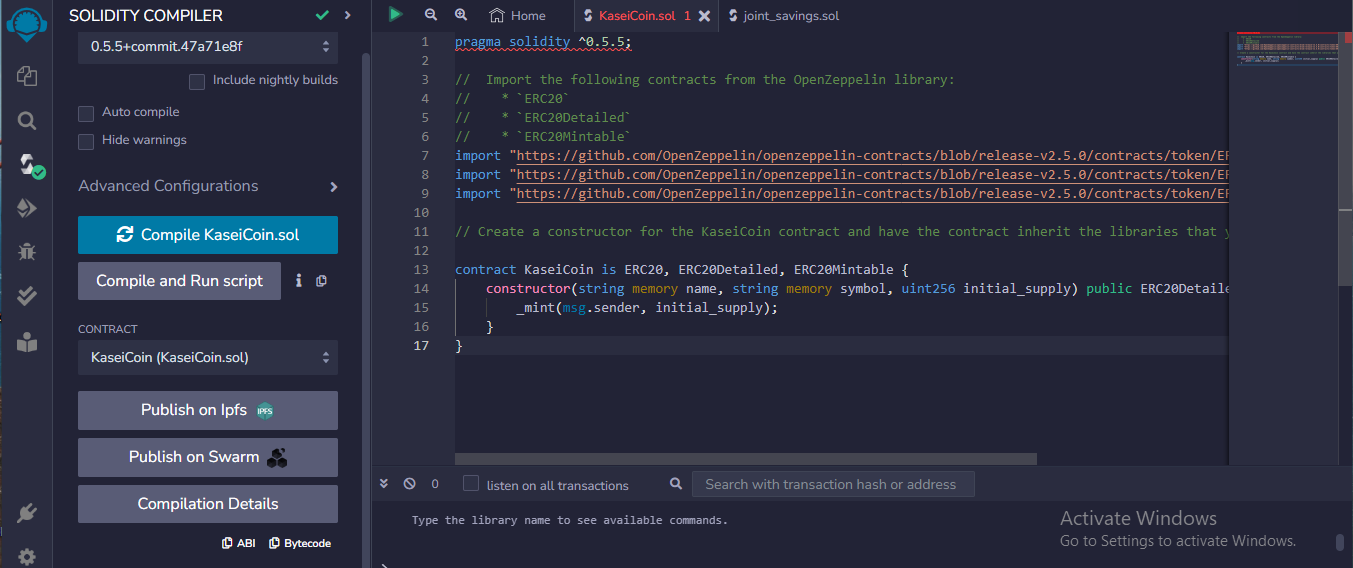 SOLIDITY COMPILER
0.5.5+commit.47a71e8f
Include nightly builds
Auto compile
Hide warnings
Advanced Configurations
Compile KaseiCoin.sol
Compile and Run script
CONTRACT
KaseiCoin (KaseiCoin.sol)
Publish on Ipfs
IPFS
Publish on Swarm
Compilation Details
ABI
Bytecode
Home
KaseiCoin.sol 1
joint_savings.sol
1 pragma solidity ^0.5.5;
2
3 //  Import the following contracts from the OpenZeppelin library:
4 //    * `ERC20`
5 //    * `ERC20Detailed`
6 //    * `ERC20Mintable`
7 import "https://github.com/OpenZeppelin/openzeppelin-contracts/blob/release-v2.5.0/contracts/token/ER
8 import "https://github.com/OpenZeppelin/openzeppelin-contracts/blob/release-v2.5.0/contracts/token/ER
9 import "https://github.com/OpenZeppelin/openzeppelin-contracts/blob/release-v2.5.0/contracts/token/ER
10
11 // Create a constructor for the KaseiCoin contract and have the contract inherit the libraries that y
12
13 contract KaseiCoin is ERC20, ERC20Detailed, ERC20Mintable {
14     constructor(string memory name, string memory symbol, uint256 initial_supply) public ERC20Detaile
15         _mint(msg.sender, initial_supply);
16     }
17 }
0
listen on all transactions
Search with transaction hash or address
Type the library name to see available commands.
>
Activate Windows
Go to Settings to activate Windows.